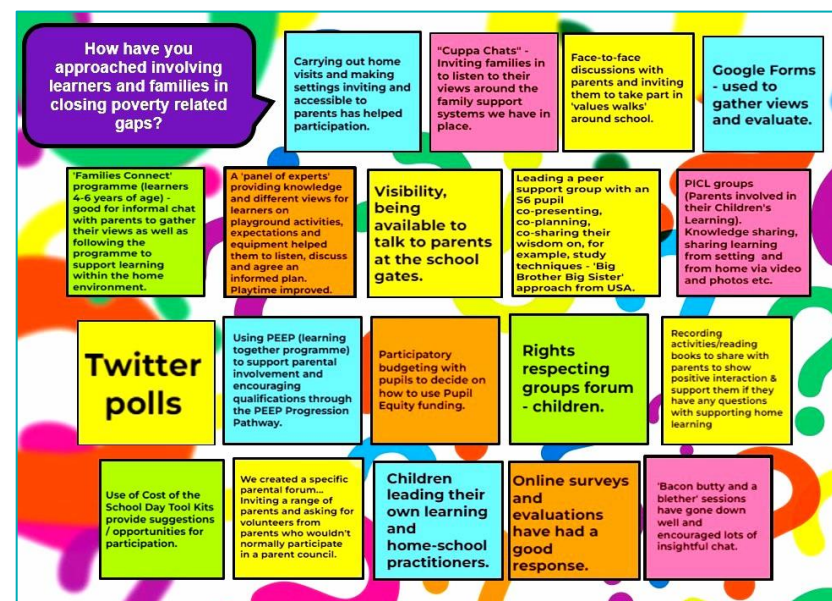 How have you
approached involving
learners and families in
closing poverty related
gaps?
Carrying out home
visits and making
settings inviting and
accessible to
parents has helped
participation.
"Cuppa Chats" -
Inviting families in
to listen to their
views around the
family support
systems we have in
place.
Face-to-face
discussions with
parents and inviting
them to take part in
'values walks'
around school.
Google Forms
- used to
gather views
and evaluate.
'Families Connect'
programme (learners
4-6 years of age) -
good for informal chat
with parents to gather
their views as well as
following the
programme to
support learning
within the home
environment.
A 'panel of experts'
providing knowledge
and different views for
learners on
playground activities,
expectations and
equipment helped
them to listen, discuss
and agree an
informed plan.
Playtime improved.
Visibility,
being
available to
talk to parents
at the school
gates.
Leading a peer
support group with an
S6 pupil
co-presenting,
co-planning,
co-sharing their
wisdom on, for
example, study
techniques - 'Big
Brother Big Sister'
approach from USA.
PICL groups
(Parents involved in
their Children's
Learning).
Knowledge sharing,
sharing learning
from setting and
from home via video
and photos etc.
Twitter
polls
Using PEEP (learning
together programme)
to support parental
involvement and
encouraging
qualifications through
the PEEP Progression
Pathway.
Participatory
budgeting with
pupils to decide on
how to use Pupil
Equity funding.
Rights
respecting
groups forum
- children.
Recording
activities/reading
books to share with
parents to show
positive interaction &
support them if they
have any questions
with supporting home
learning
Use of Cost of the
School Day Tool Kits
provide suggestions
/ opportunities for
participation.
We created a specific
parental forum...
Inviting a range of
parents and asking for
volunteers from
parents who wouldn't
normally participate
in a parent council.
Children
leading their
own learning
and
home-school
practitioners.
Online surveys
and
evaluations
have had a
good
response.
'Bacon butty and a
blether' sessions
have gone down
well and
encouraged lots of
insightful chat.